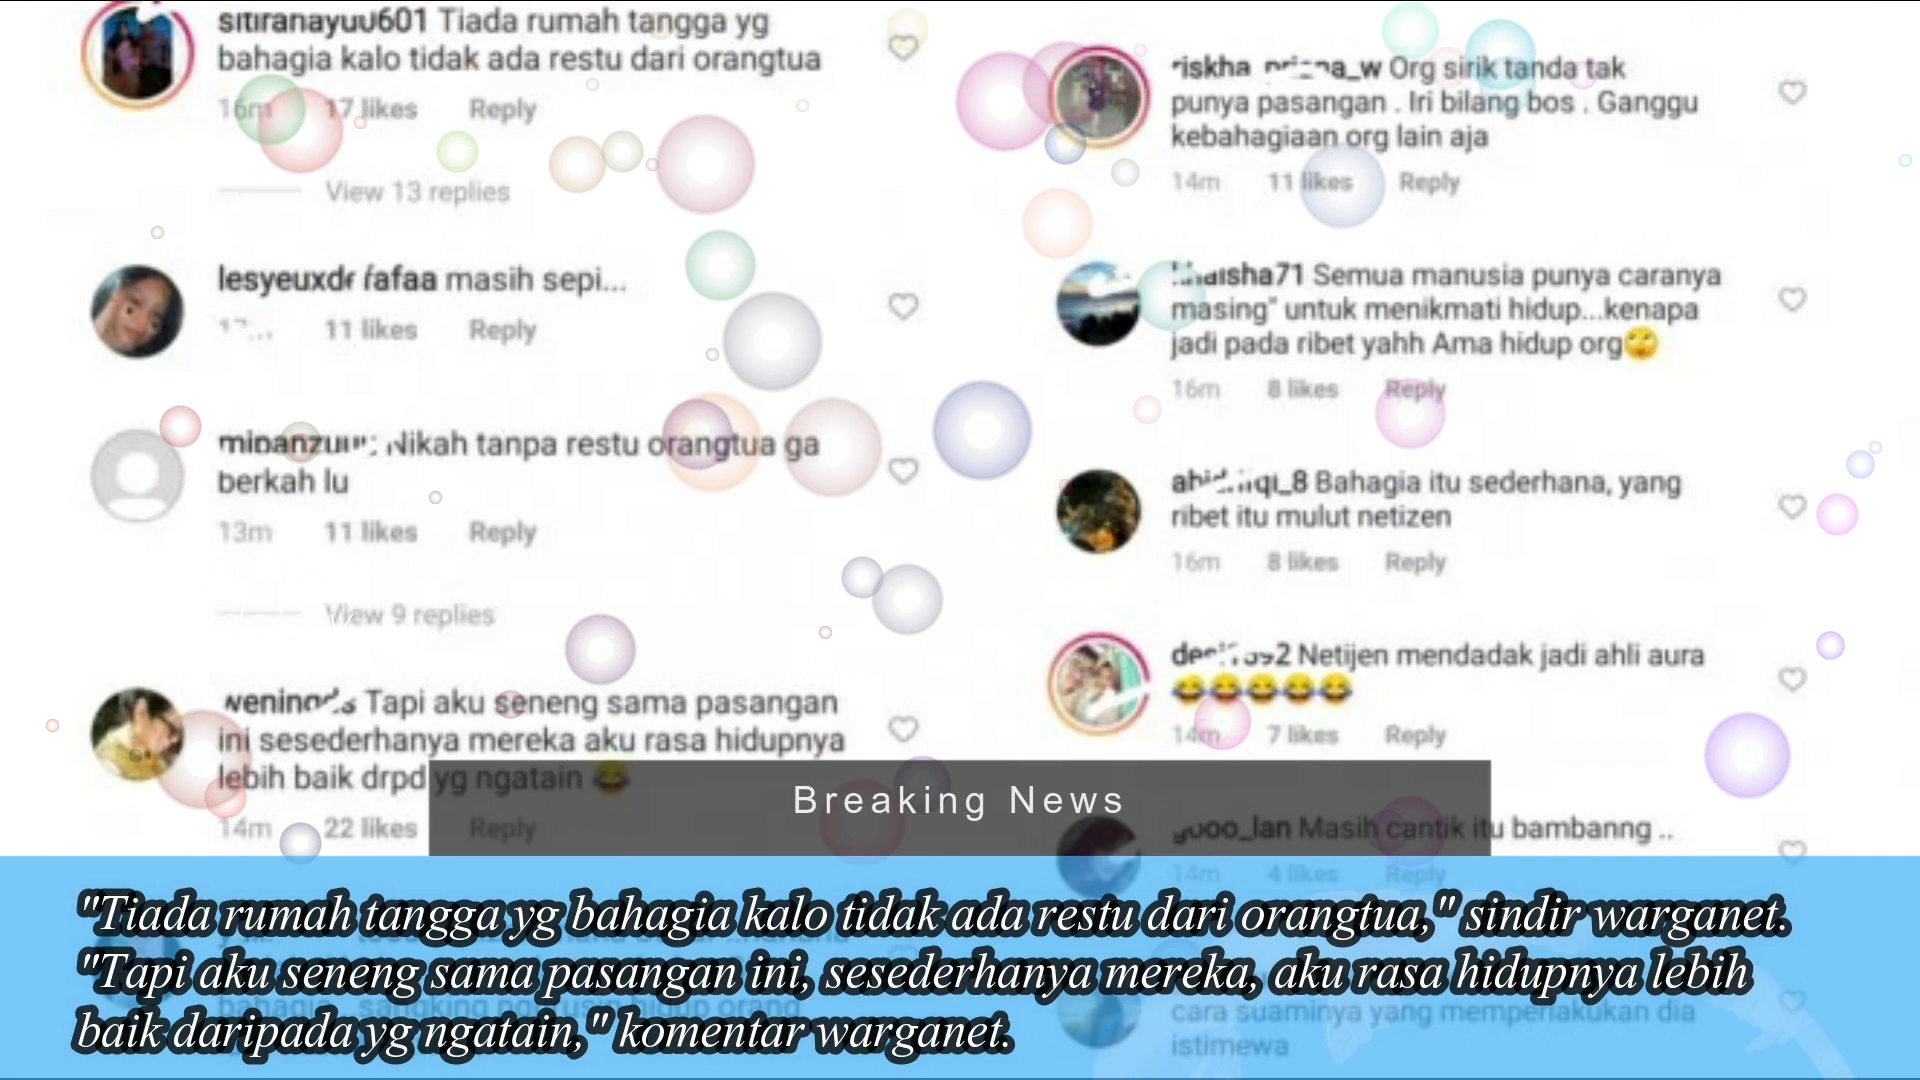 Tiada rumah tangga yg
bahagia kalo tidak ada restu dari orangtua
16m 17 likes Reply
View 13 replies
masih sepi...
11 likes Reply
Nikah tanpa restu orangtua ga
berkah lu
13m 11 likes Reply
View 9 replies
Tapi aku seneng sama pasangan
ini sesederhanya mereka aku rasa hidupnya
lebih baik drpd yg ngatain 😂
14m 22 likes Reply
Org sirik tanda tak
punya pasangan . Iri bilang bos . Ganggu
kebahagiaan org lain aja
14m 11 likes Reply
Semua manusia punya caranya
masing" untuk menikmati hidup...kenapa
jadi pada ribet yahh Ama hidup org🙄
16m 8 likes Reply
Bahagia itu sederhana, yang
ribet itu mulut netizen
16m 8 likes Reply
Netijen mendadak jadi ahli aura
😂😂😂😂😂
14m 7 likes Reply
Masih cantik itu bambanng ..
14m 4 likes Reply
cara suaminya yang memperlakukan dia
istimewa
Breaking News
"Tiada rumah tangga yg bahagia kalo tidak ada restu dari orangtua," sindir warganet.
"Tapi aku seneng sama pasangan ini, sesederhanya mereka, aku rasa hidupnya lebih
baik daripada yg ngatain," komentar warganet.